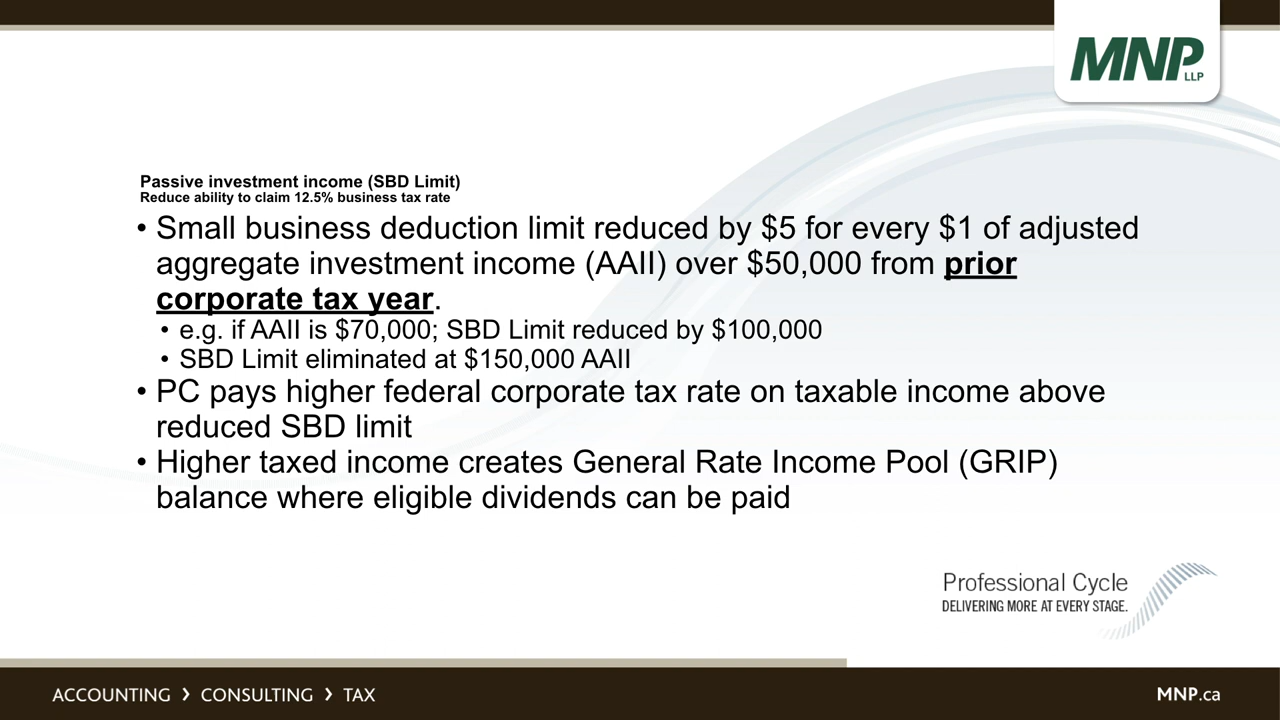 MNP
LLP
Passive investment income (SBD Limit)
Reduce ability to claim 12.5% business tax rate
• Small business deduction limit reduced by $5 for every $1 of adjusted
aggregate investment income (AAII) over $50,000 from prior
corporate tax year.
• e.g. if AAII is $70,000; SBD Limit reduced by $100,000
• SBD Limit eliminated at $150,000 AAII
• PC pays higher federal corporate tax rate on taxable income above
reduced SBD limit
• Higher taxed income creates General Rate Income Pool (GRIP)
balance where eligible dividends can be paid
Professional Cycle
DELIVERING MORE AT EVERY STAGE.
ACCOUNTING › CONSULTING › TAX
MNP.ca